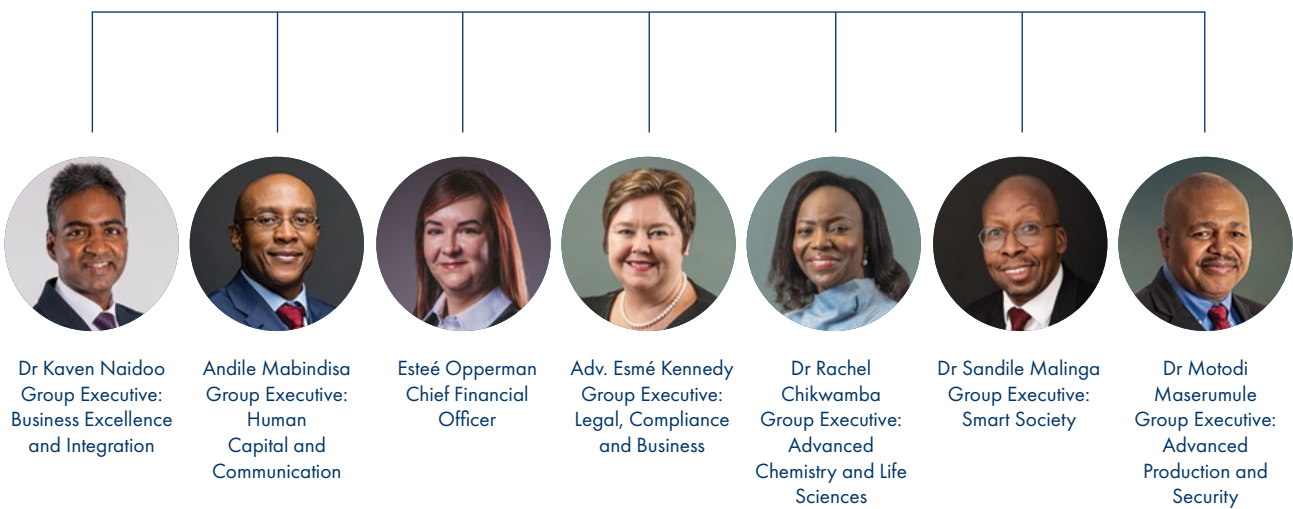 Dr Kaven Naidoo
Group Executive:
Business Excellence
and Integration
Andile Mabindisa
Group Executive:
Human
Capital and
Communication
Esteé Opperman
Chief Financial
Officer
Adv. Esmé Kennedy
Group Executive:
Legal, Compliance
and Business
Dr Rachel
Chikwamba
Group Executive:
Advanced
Chemistry and Life
Sciences
Dr Sandile Malinga
Group Executive:
Smart Society
Dr Motodi
Maserumule
Group Executive:
Advanced
Production and
Security